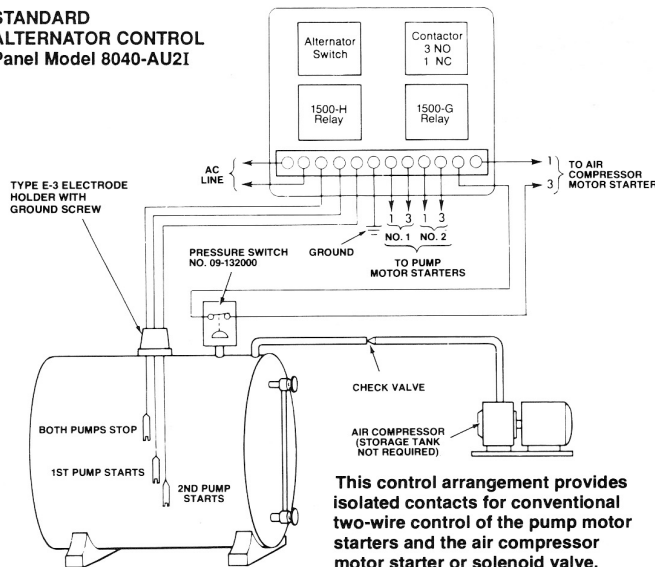 STANDARD
ALTERNATOR CONTROL
Panel Model 8040-AU2I
Alternator
Switch
Contactor
3 NO
1 NC
1500-H
Relay
1500-G
Relay
AC
LINE
1
3
TO AIR
COMPRESSOR
MOTOR STARTER
TYPE E-3 ELECTRODE
HOLDER WITH
GROUND SCREW
GROUND
1 3 1 3
NO. 1 NO. 2
TO PUMP
MOTOR STARTERS
PRESSURE SWITCH
NO. 09-132000
CHECK VALVE
BOTH PUMPS STOP
1ST PUMP STARTS
2ND PUMP
STARTS
AIR COMPRESSOR
(STORAGE TANK
NOT REQUIRED)
This control arrangement provides
isolated contacts for conventional
two-wire control of the pump motor
starters and the air compressor
motor starter or solenoid valve.